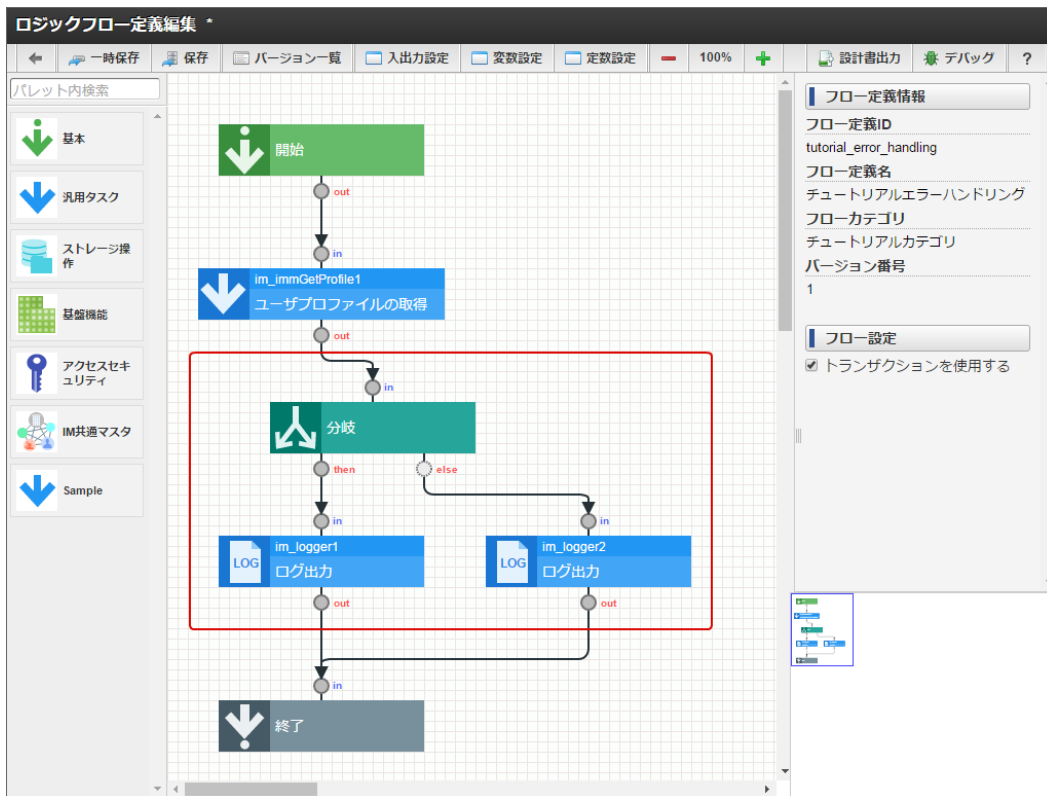 ロジックフロー定義編集 *
一時保存 保存 バージョン一覧 入出力設定 変数設定 定数設定 100% 設計書出力 デバッグ ?
パレット内検索
基本
汎用タスク
ストレージ操
作
基盤機能
アクセスセキ
ュリティ
IM共通マスタ
Sample
開始
out
in
im_immGetProfile1
ユーザプロファイルの取得
out
in
分岐
then else
in in
im_logger1 im_logger2
LOG ログ出力 LOG ログ出力
out out
in
終了
フロー定義情報
フロー定義ID
tutorial_error_handling
フロー定義名
チュートリアルエラーハンドリング
フローカテゴリ
チュートリアルカテゴリ
バージョン番号
1
フロー設定
トランザクションを使用する